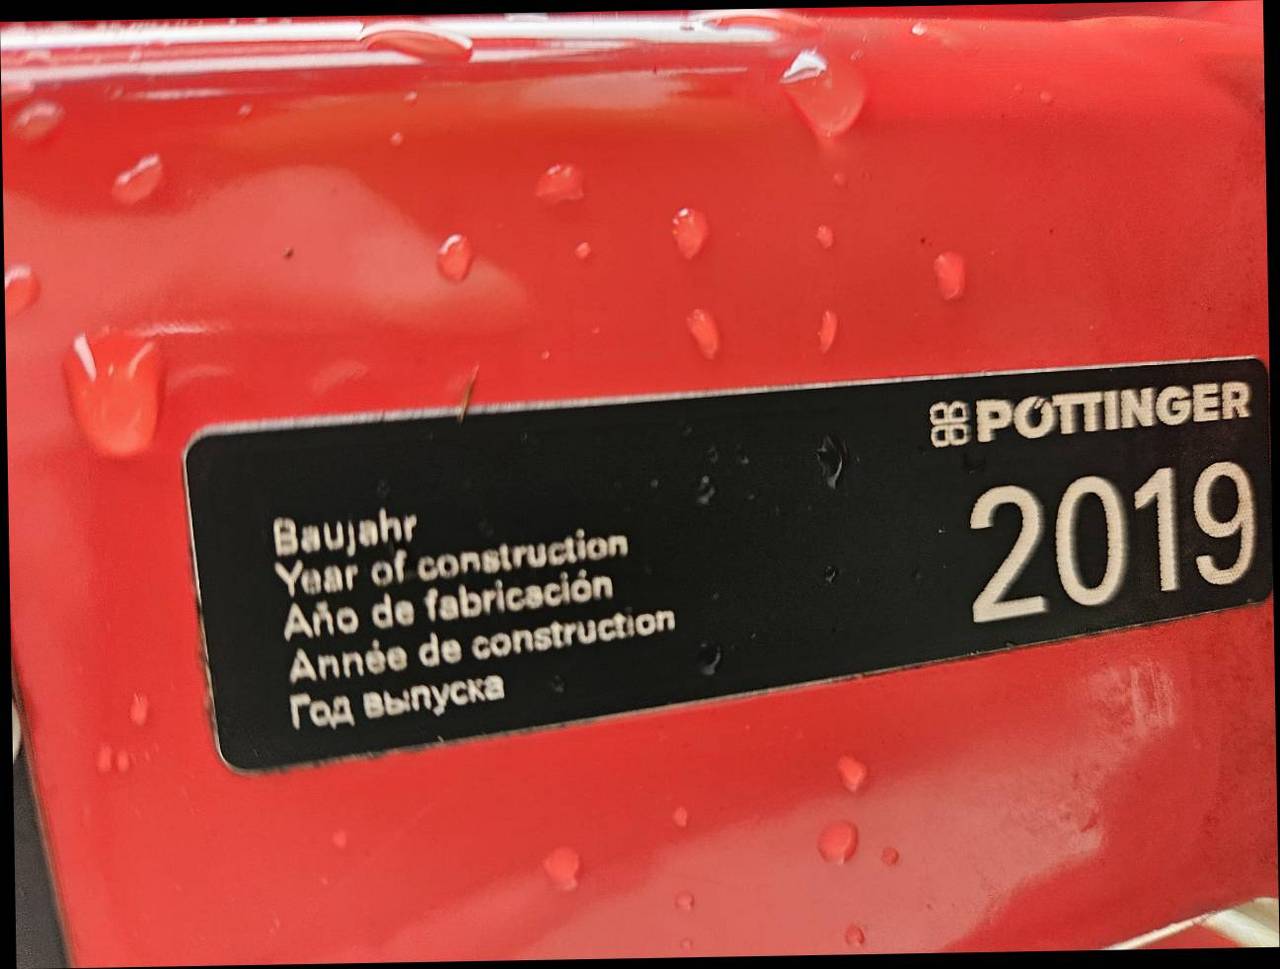 PÖTTINGER
2019
Baujahr
Year of construction
Año de fabricación
Année de construction
Год выпуска